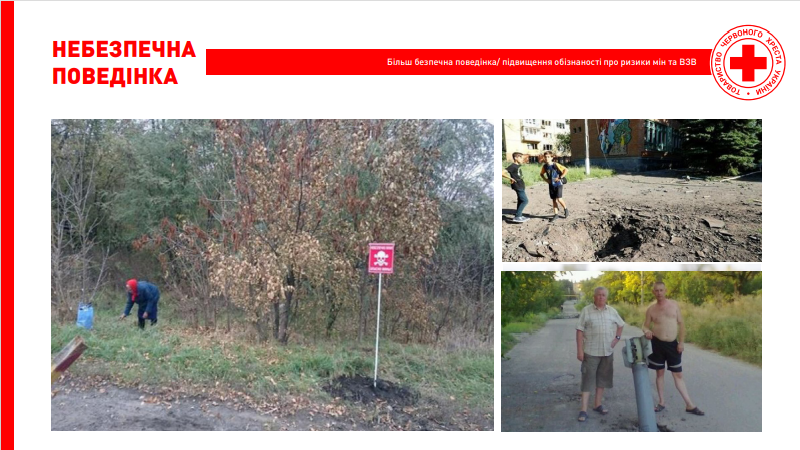 НЕБЕЗПЕЧНА
ПОВЕДІНКА
Більш безпечна поведінка/ підвищення обізнаності про ризики мін та ВЗВ
ТОВАРИСТВО ЧЕРВОНОГО ХРЕСТА УКРАЇНИ